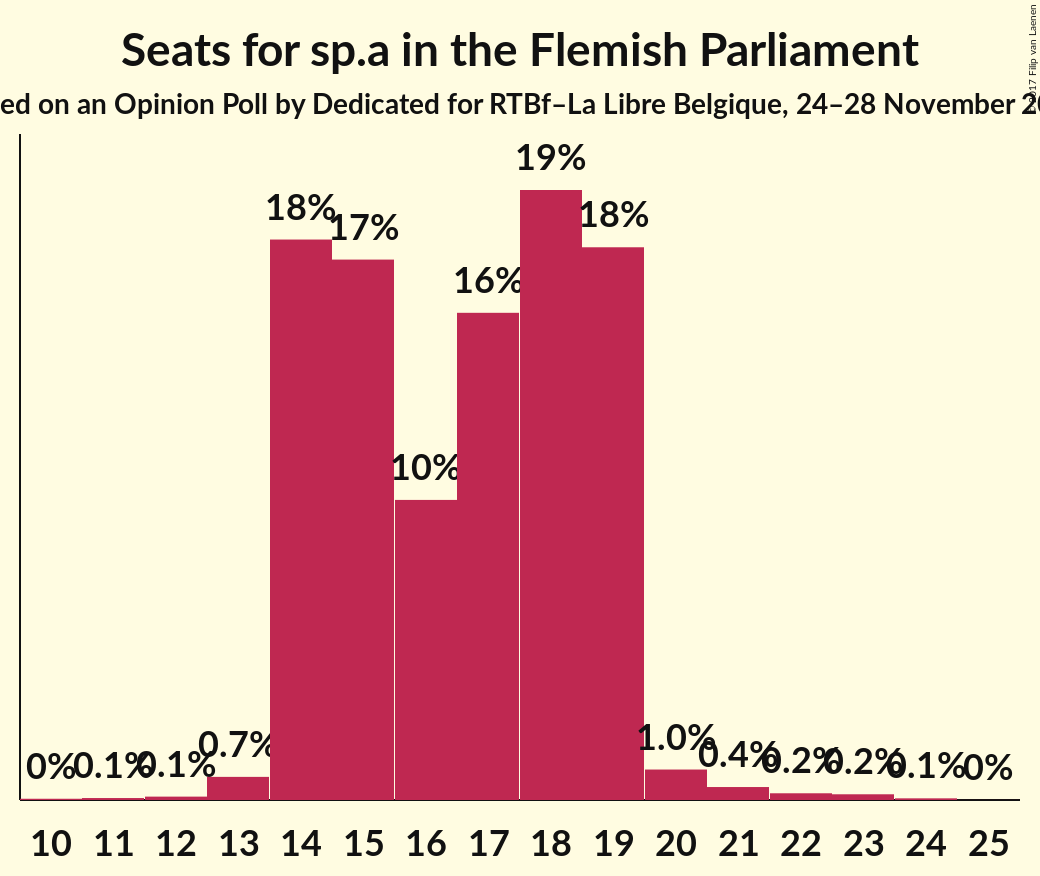 Seats for sp.a in the Flemish Parliament
ed on an Opinion Poll by Dedicated for RTBf–La Libre Belgique, 24–28 November
© 2017 Filip van Laenen
19%
18%
18%
17%
16%
10%
0% 0.1% 0.1% 0.7% 1.0% 0.4% 0.2% 0.2% 0.1% 0%
10 11 12 13 14 15 16 17 18 19 20 21 22 23 24 25